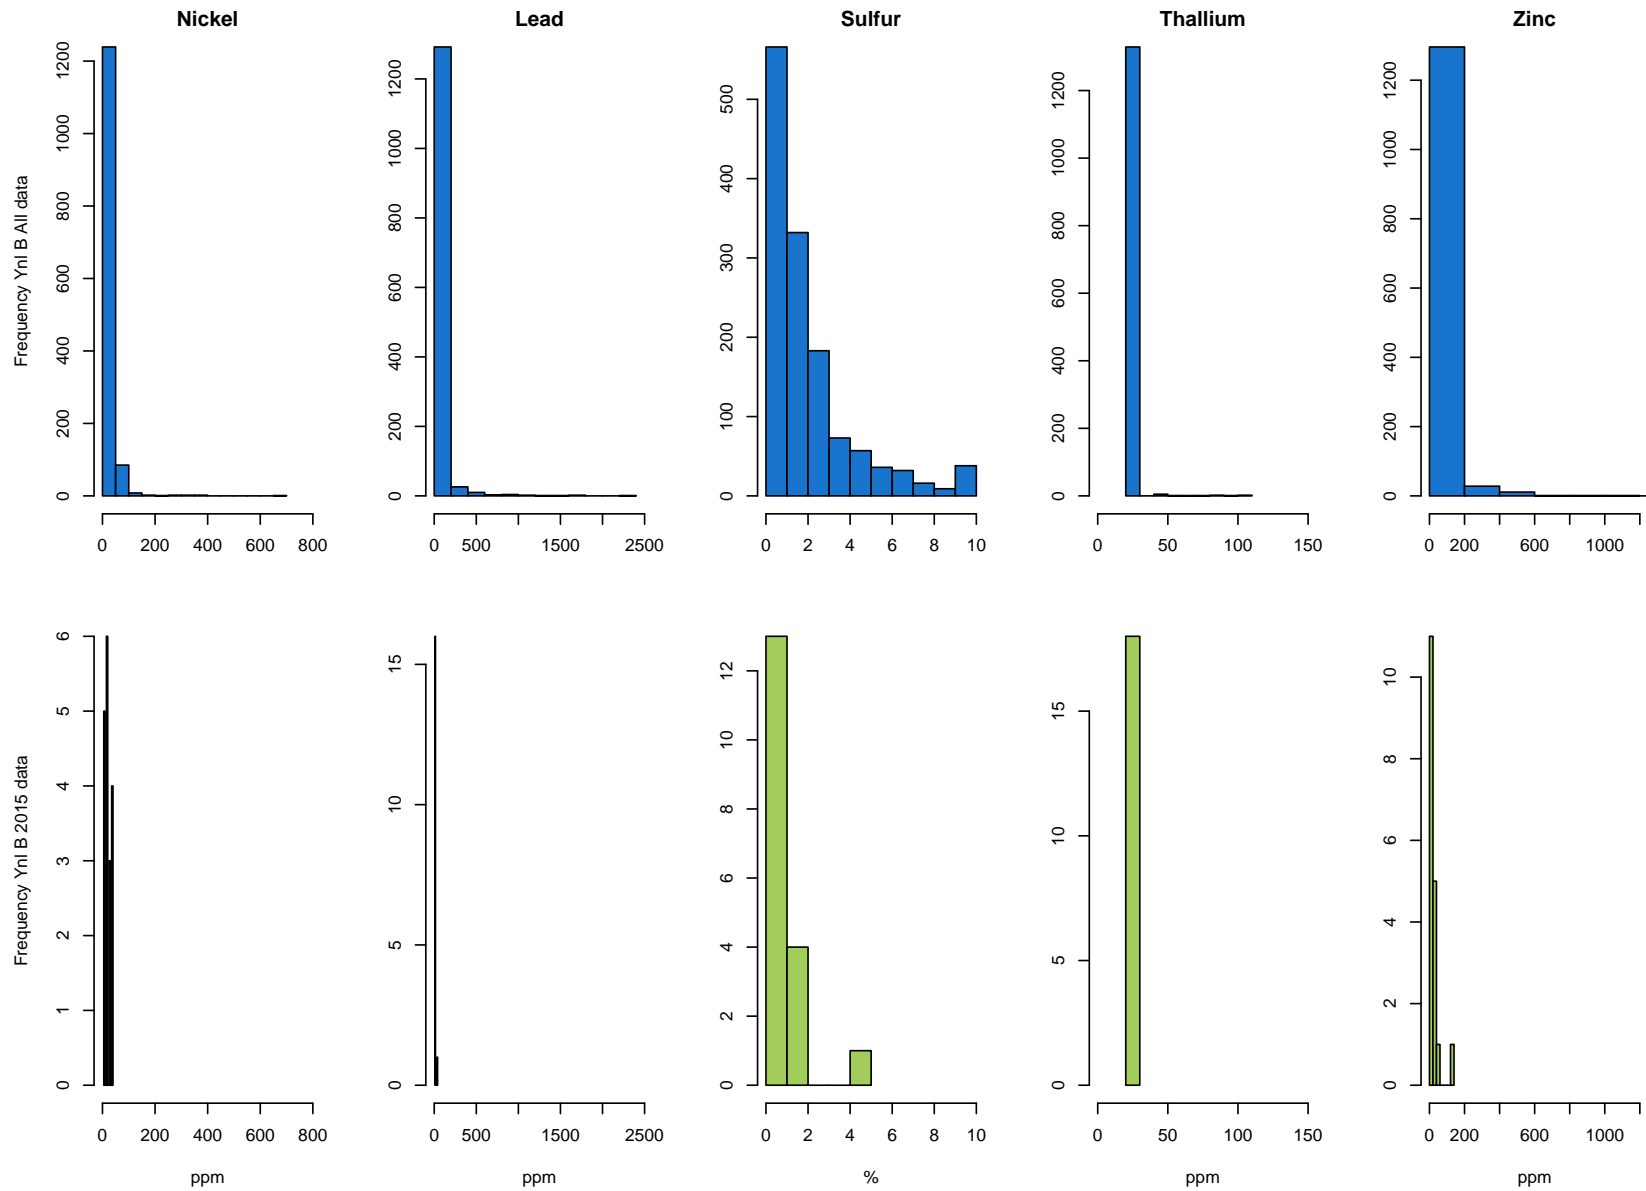 Nickel Lead Sulfur Thallium Zinc
Frequency Ynl B All data
0 200 400 600 800 1000 1200
0 200 400 600 800
0 200 400 600 800 1000 1200
0 500 1500 2500
0 100 200 300 400 500
0 2 4 6 8 10
0 200 400 600 800 1000 1200
0 50 100 150
0 200 400 600 800 1000 1200
0 200 600 1000
Frequency Ynl B 2015 data
0 1 2 3 4 5 6
0 200 400 600 800
ppm
0 5 10 15
0 500 1500 2500
ppm
0 2 4 6 8 10 12
0 2 4 6 8 10
%
0 5 10 15
0 50 100 150
ppm
0 2 4 6 8 10
0 200 600 1000
ppm